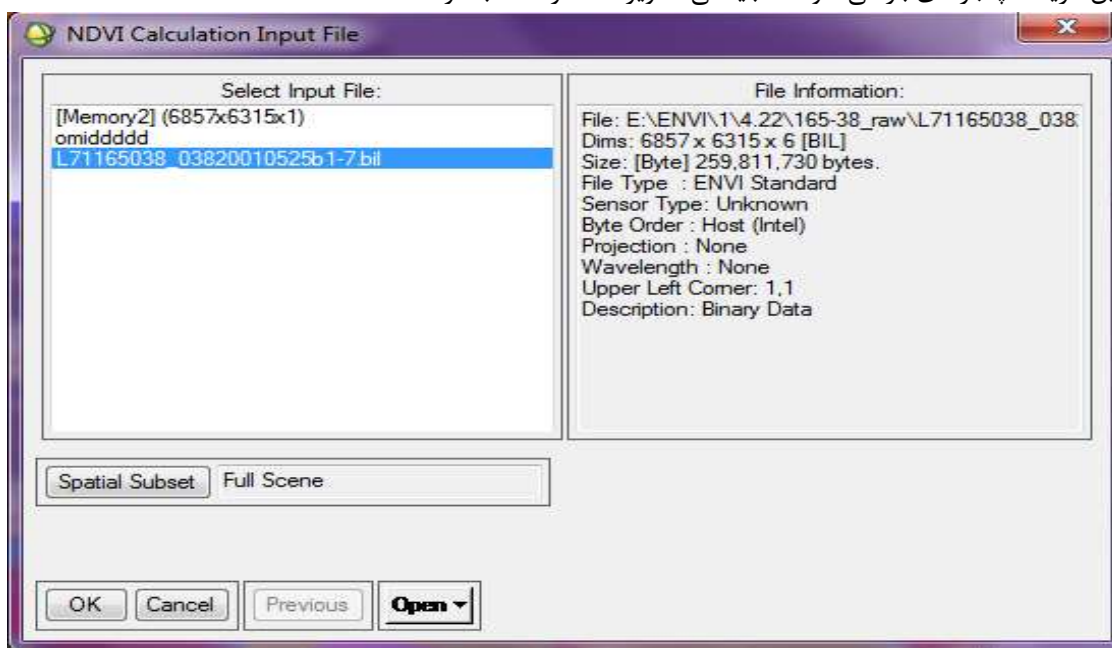 NDVI Calculation Input File
Select Input File:
[Memory2] (6857x6315x1)
omiddddd
L71165038_03820010525b1-7.bil
File Information:
File: E:\ENVI\1\4.22\165-38_raw\L71165038_038
Dims: 6857 x 6315 x 6 [BIL]
Size: [Byte] 259,811,730 bytes.
File Type : ENVI Standard
Sensor Type: Unknown
Byte Order : Host (Intel)
Projection : None
Wavelength : None
Upper Left Corner: 1,1
Description: Binary Data
Spatial Subset Full Scene
OK Cancel Previous Open